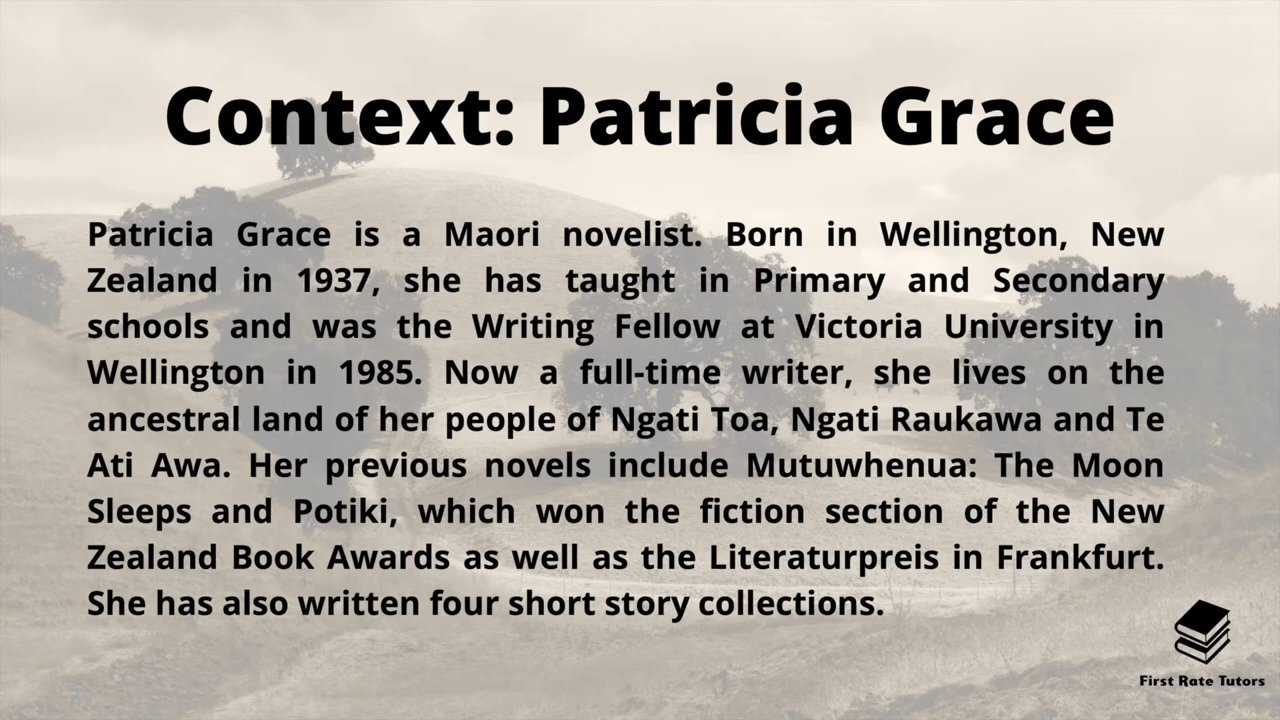 Context: Patricia Grace
Patricia Grace is a Maori novelist. Born in Wellington, New
Zealand in 1937, she has taught in Primary and Secondary
schools and was the Writing Fellow at Victoria University in
Wellington in 1985. Now a full-time writer, she lives on the
ancestral land of her people of Ngati Toa, Ngati Raukawa and Te
Ati Awa. Her previous novels include Mutuwhenua: The Moon
Sleeps and Potiki, which won the fiction section of the New
Zealand Book Awards as well as the Literaturpreis in Frankfurt.
She has also written four short story collections.
First Rate Tutors